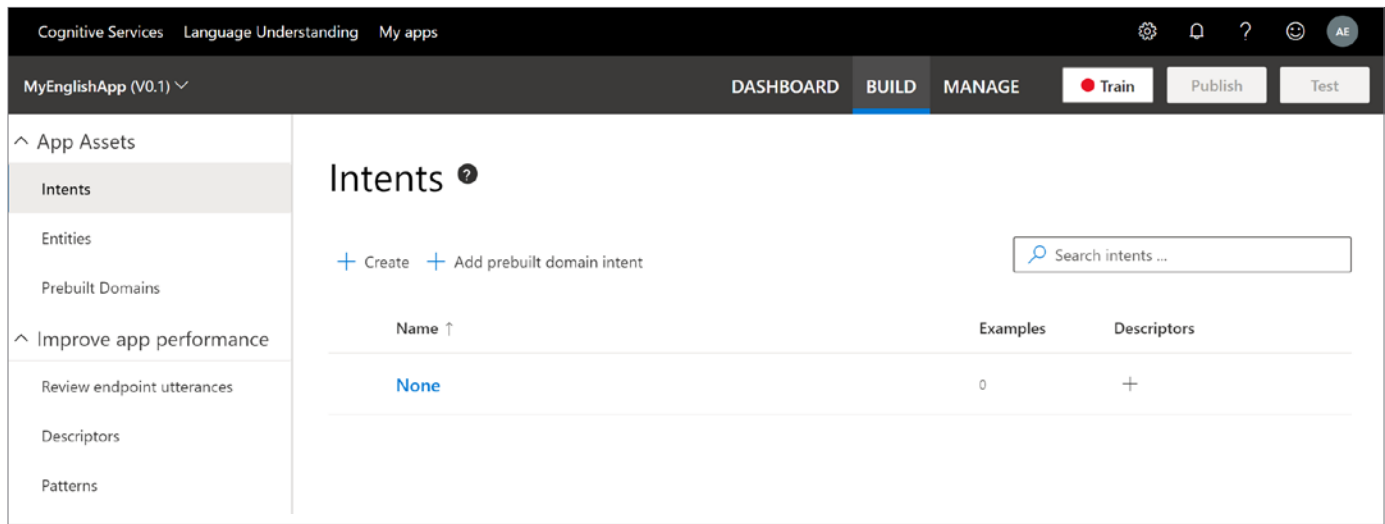 Cognitive Services Language Understanding My apps ? AE
MyEnglishApp (V0.1) DASHBOARD BUILD MANAGE Train Publish Test
App Assets
Intents
Entities
Prebuilt Domains
Improve app performance
Review endpoint utterances
Descriptors
Patterns
Intents ?
+ Create + Add prebuilt domain intent Search intents ...
Name ↑ Examples Descriptors
None 0 +